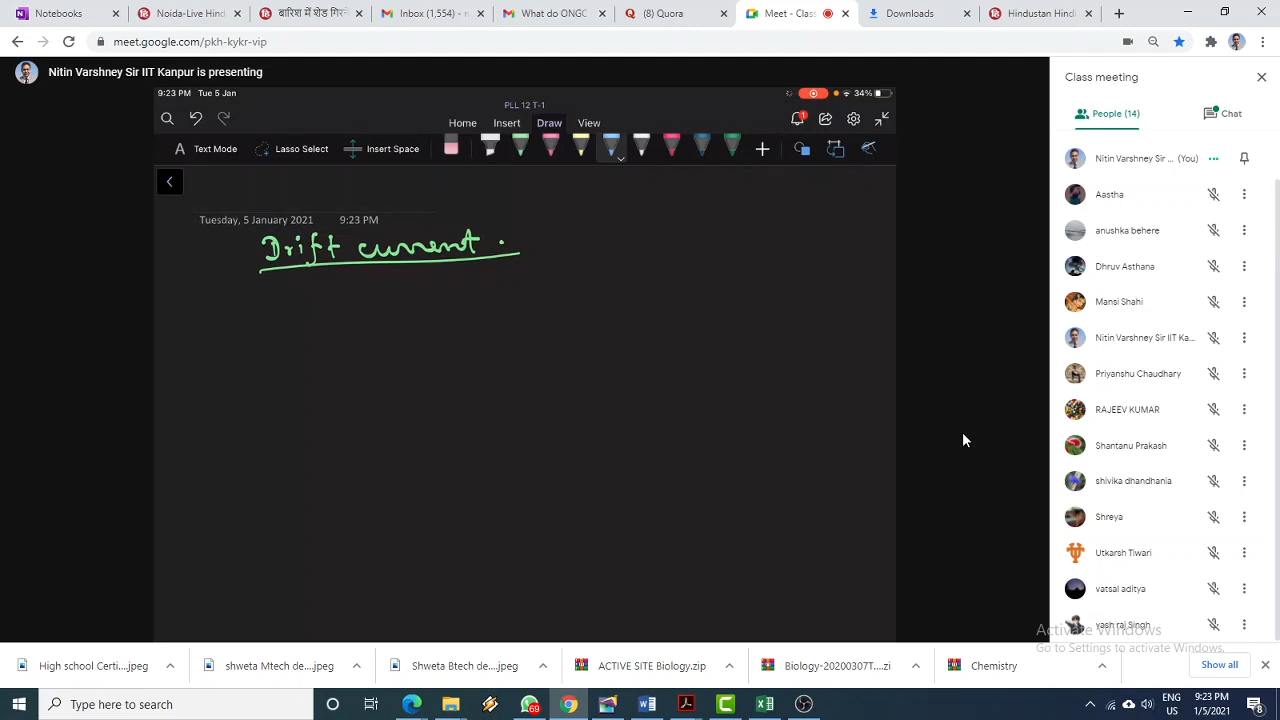 Noida-Live Hind
बारिश में
Inbox (1,554) - n
What do ONGC
(8) Quora
Meet - Class
Downloads
Hindustan Hindi
Notebooks
meet.google.com/pkh-kykr-vip
Nitin Varshney Sir IIT Kanpur is presenting
9:23 PM Tue 5 Jan
34%
PLL 12 T-1
Home Insert Draw View
A Text Mode Lasso Select Insert Space
Tuesday, 5 January 2021 9:23 PM
Drift current .
Class meeting
People (14) Chat
Nitin Varshney Sir ... (You)
Aastha
anushka behere
Dhruv Asthana
Mansi Shahi
Nitin Varshney Sir IIT Ka...
Priyanshu Chaudhary
RAJEEV KUMAR
Shantanu Prakash
shivika dhandhania
Shreya
Utkarsh Tiwari
vatsal aditya
yash raj Singh
Activate Windows
Go to Settings to activate Windows.
High school Certi....jpeg
shweta Mtech de....jpeg
Shweta Btech de....jpeg
ACTIVE SITE Biology.zip
Biology-20200307T....zi
Chemistry
Show all
Type here to search
69
ENG
US
9:23 PM
1/5/2021
8